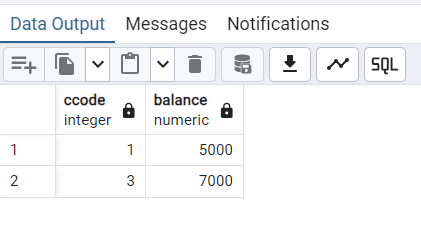 Data Output Messages Notifications
SQL
ccode balance
integer numeric
1 1 5000
2 3 7000